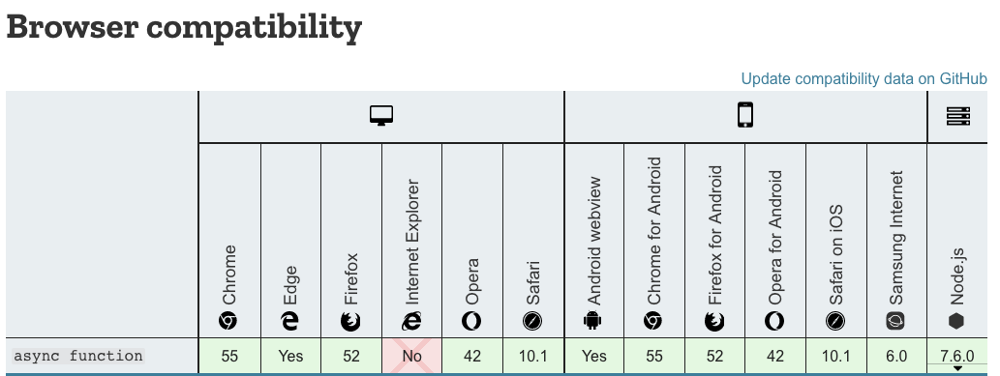 Browser compatibility
Update compatibility data on GitHub
Chrome
Edge
Firefox
Internet Explorer
Opera
Safari
Android webview
Chrome for Android
Firefox for Android
Opera for Android
Safari on iOS
Samsung Internet
Node.js
async function 55 Yes 52 No 42 10.1 Yes 55 52 42 10.1 6.0 7.6.0